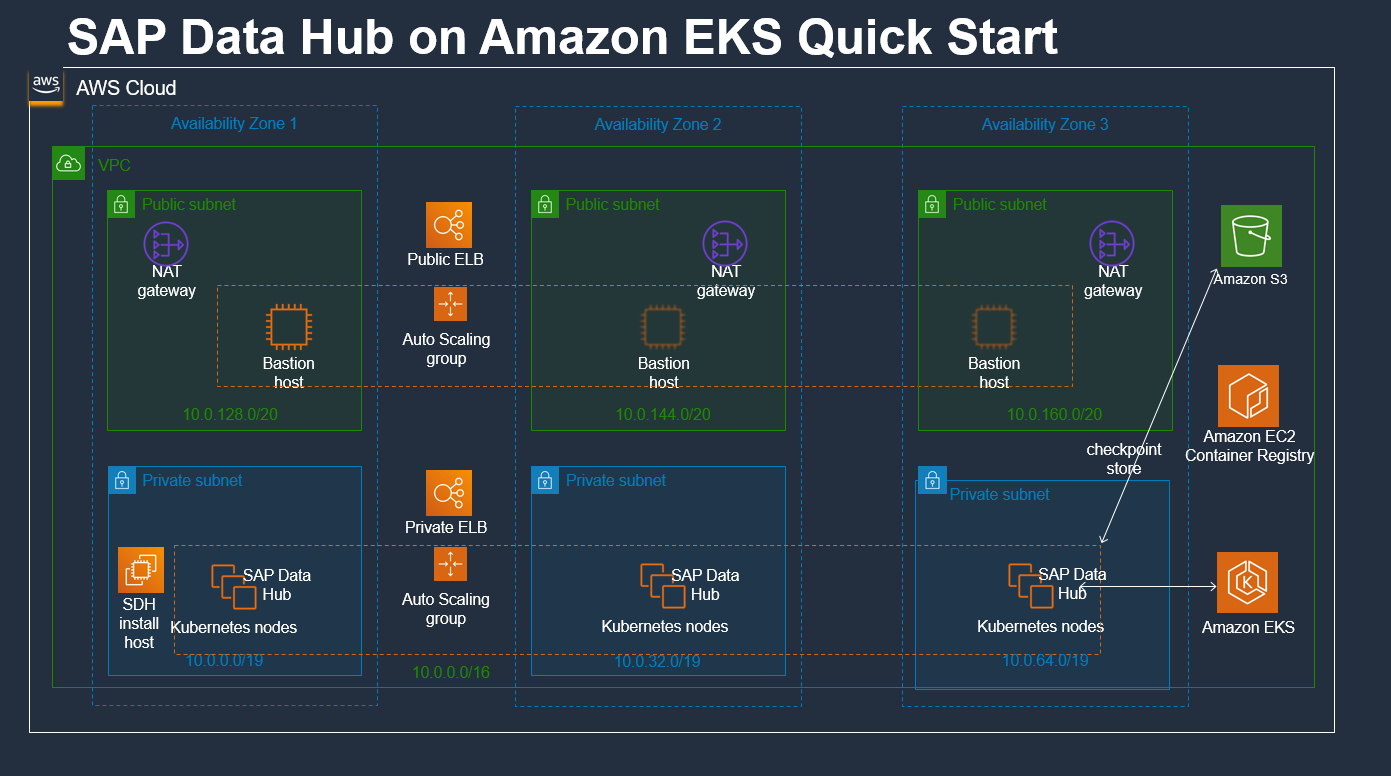 SAP Data Hub on Amazon EKS Quick Start
aws
AWS Cloud
Availability Zone 1
Availability Zone 2
Availability Zone 3
VPC
Public subnet
NAT
gateway
Public ELB
Public subnet
NAT
gateway
Public subnet
NAT
gateway
Amazon S3
Bastion
host
Auto Scaling
group
Bastion
host
Bastion
host
10.0.128.0/20
10.0.144.0/20
10.0.160.0/20
checkpoint
store
Amazon EC2
Container Registry
Private subnet
Private ELB
Private subnet
Private subnet
SDH
install
host
SAP Data
Hub
Kubernetes nodes
Auto Scaling
group
SAP Data
Hub
Kubernetes nodes
SAP Data
Hub
Kubernetes nodes
K
Amazon EKS
10.0.0.0/19
10.0.0.0/16
10.0.32.0/19
10.0.64.0/19